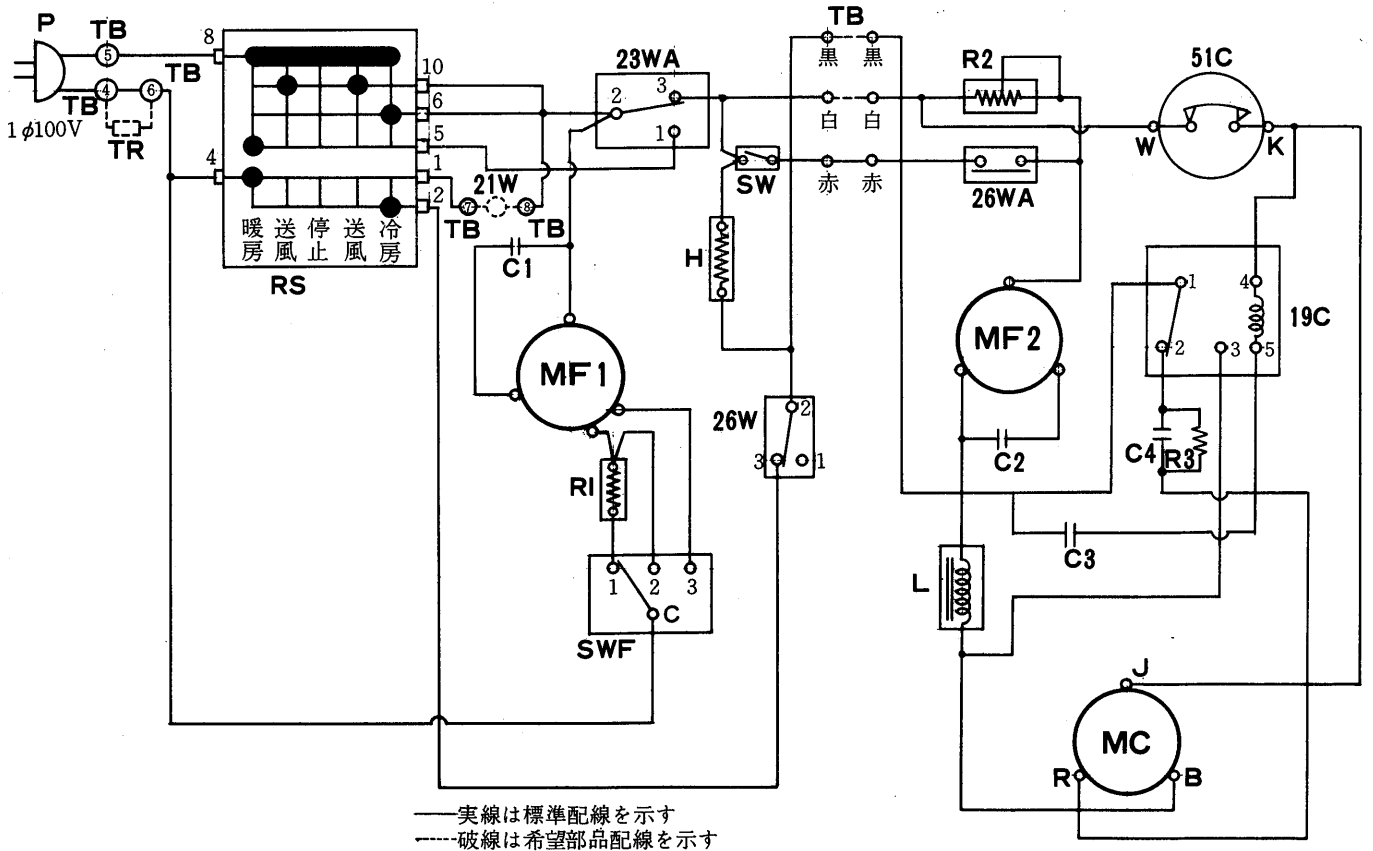 P
TB
⑤
TB
④
⑥
TB
1φ100V
TR
8
4
10
6
5
1
2
暖房
送風
停止
送風
冷房
RS
21W
⑦
⑧
TB
TB
C1
23WA
2
3
1
TB
黒 黒
白 白
赤 赤
SW
H
MF1
R1
1 2 3
C
SWF
26W
2
3
1
R2
26WA
51C
W
K
MF2
C2
L
C3
1
4
2
3
5
19C
C4
R3
J
MC
R
B
実線は標準配線を示す
破線は希望部品配線を示す